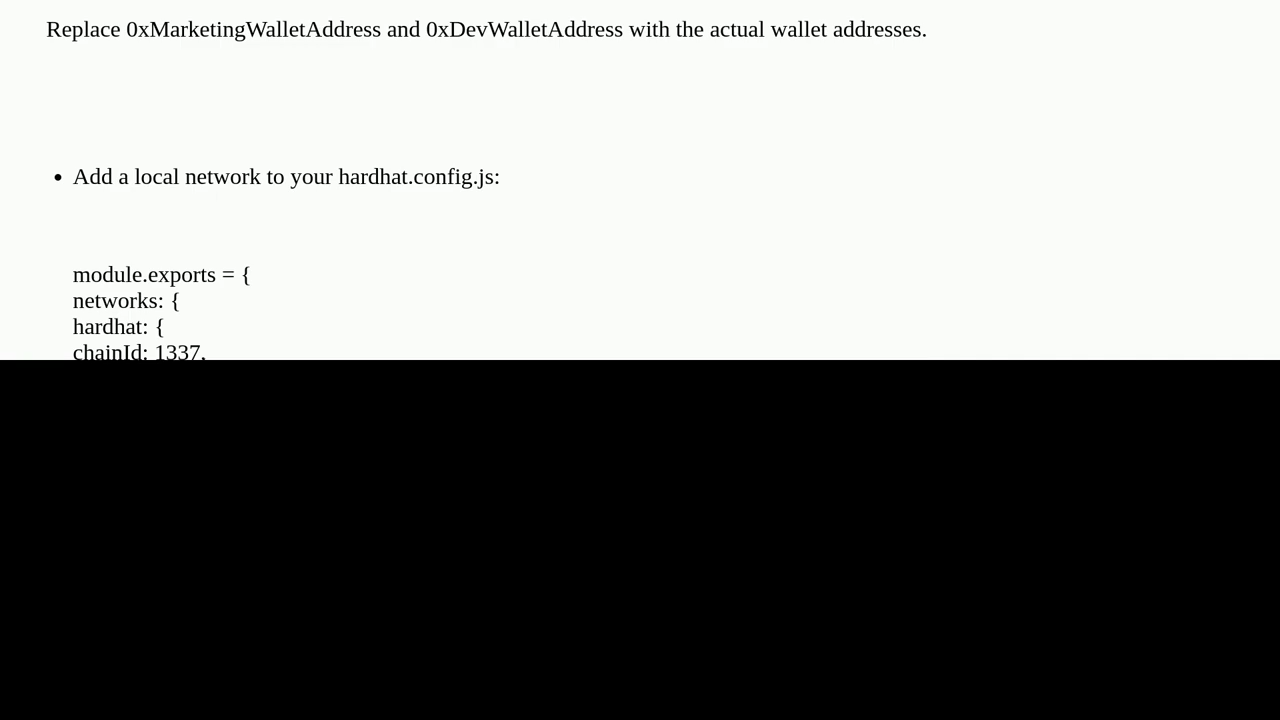 Replace 0xMarketingWalletAddress and 0xDevWalletAddress with the actual wallet addresses.
• Add a local network to your hardhat.config.js:
module.exports = {
networks: {
hardhat: {
chainId: 1337,